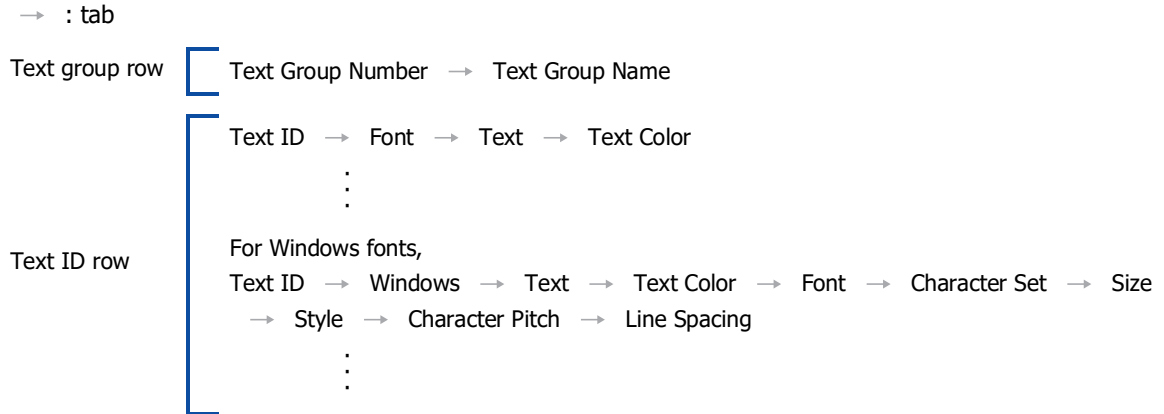 → : tab
Text group row
Text Group Number → Text Group Name
Text ID → Font → Text → Text Color
:
Text ID row
For Windows fonts,
Text ID → Windows → Text → Text Color → Font → Character Set → Size
→ Style → Character Pitch → Line Spacing
: